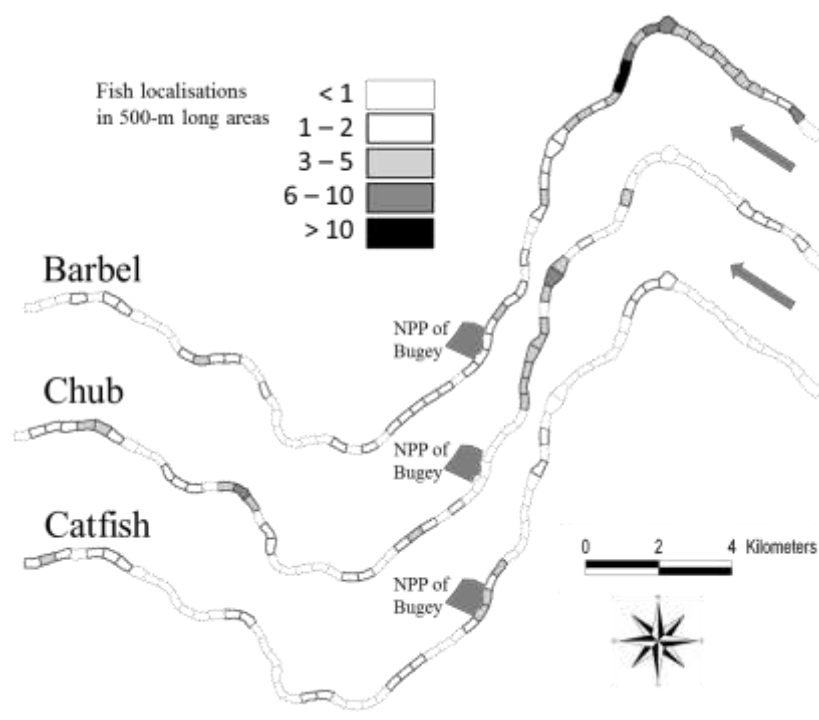 Fish localisations
in 500-m long areas
< 1
1 – 2
3 – 5
6 – 10
> 10
Barbel
NPP of
Bugey
Chub
NPP of
Bugey
Catfish
NPP of
Bugey
0 2 4 Kilometers